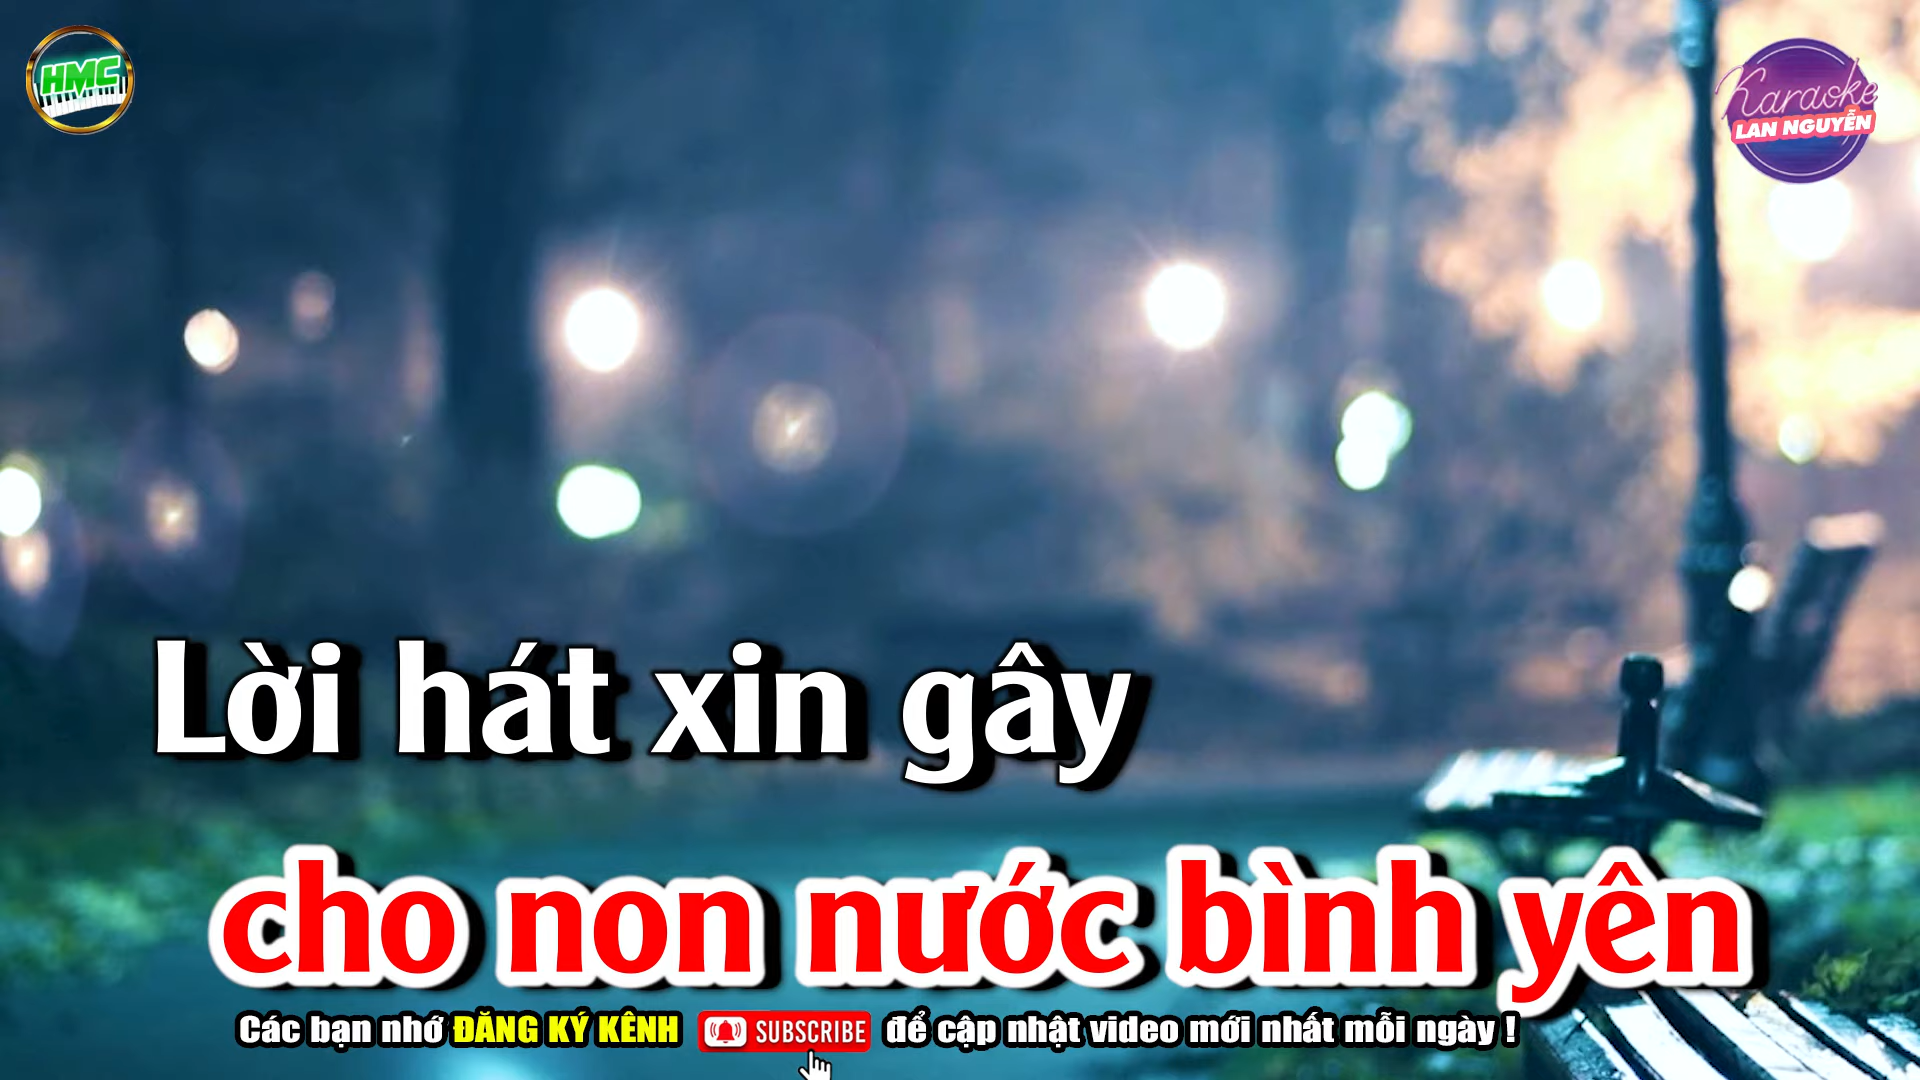 HMC
Karaoke
LAN NGUYỄN
Lời hát xin gây
cho non nước bình yên
Các bạn nhớ ĐĂNG KÝ KÊNH SUBSCRIBE để cập nhật video mới nhất mỗi ngày !